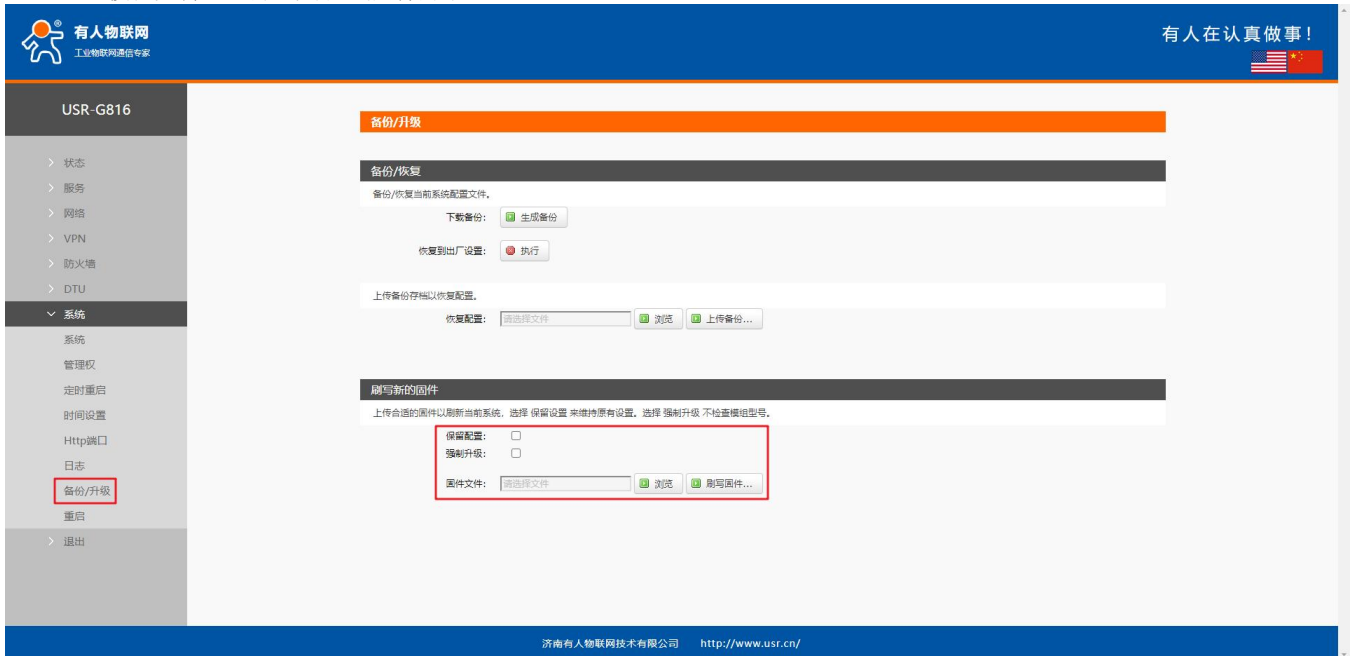 有人物联网
工业物联网通信专家
有人在认真做事！
USR-G816
状态
服务
网络
VPN
防火墙
DTU
系统
系统
管理权
定时重启
时间设置
Http端口
日志
备份/升级
重启
退出
备份/升级
备份/恢复
备份/恢复当前系统配置文件。
下载备份： 生成备份
恢复到出厂设置： 执行
上传备份存档以恢复配置。
恢复配置： 请选择文件 浏览 上传备份...
刷写新的固件
上传合适的固件以刷新当前系统．选择 保留设置 来维持原有设置。选择 强制升级 不检查模组型号。
保留配置：
强制升级：
固件文件： 请选择文件 浏览 刷写固件...
济南有人物联网技术有限公司 http://www.usr.cn/